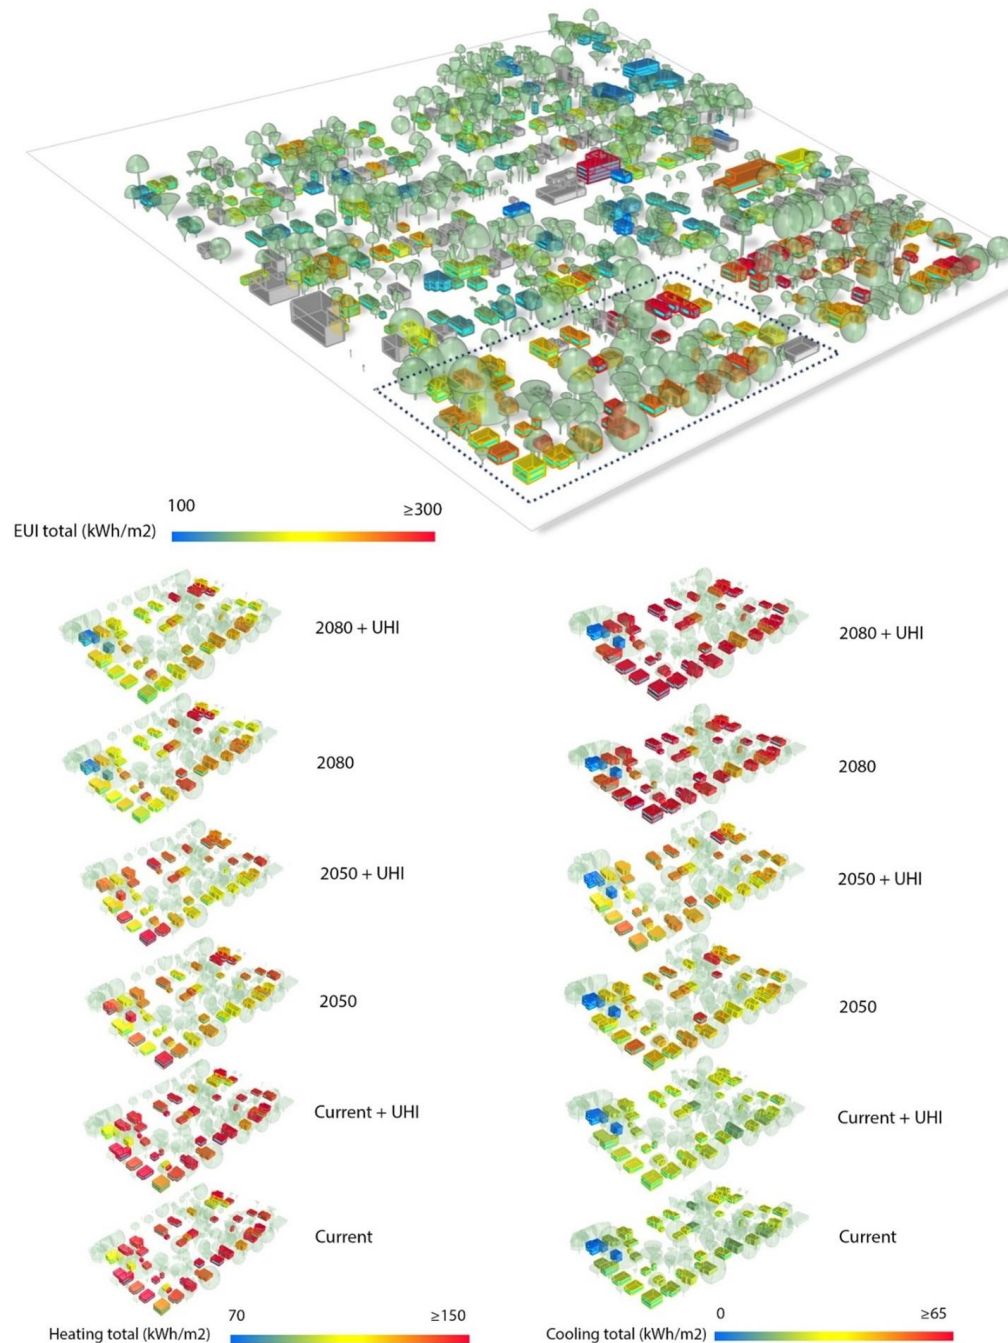 100
≥300
EUI total (kWh/m2)
2080 + UHI
2080 + UHI
2080
2080
2050 + UHI
2050 + UHI
2050
2050
Current + UHI
Current + UHI
Current
Current
70
≥150
0
≥65
Heating total (kWh/m2)
Cooling total (kWh/m2)